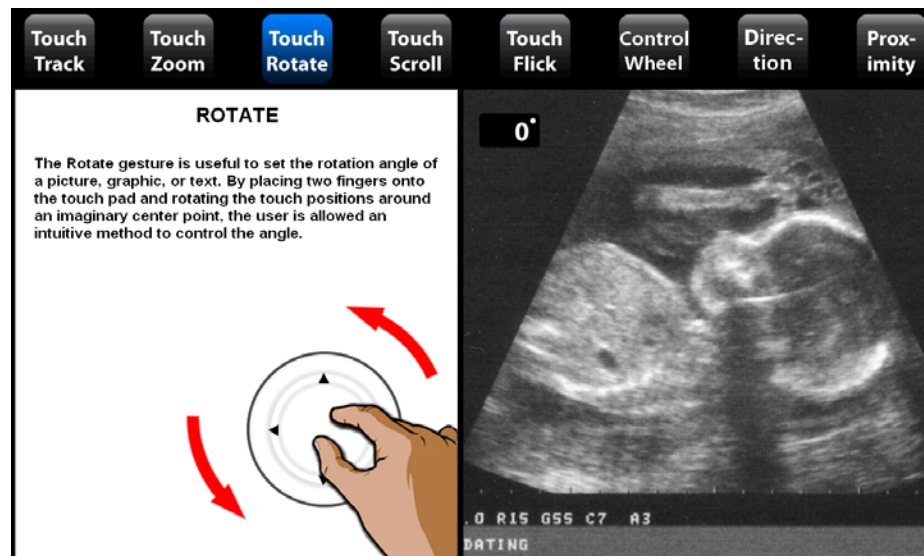 Touch Track
Touch Zoom
Touch Rotate
Touch Scroll
Touch Flick
Control Wheel
Direc-
tion
Prox-
imity
ROTATE
The Rotate gesture is useful to set the rotation angle of
a picture, graphic, or text. By placing two fingers onto
the touch pad and rotating the touch positions around
an imaginary center point, the user is allowed an
intuitive method to control the angle.
0°
.0 R15 G55 C7 A3
DATING